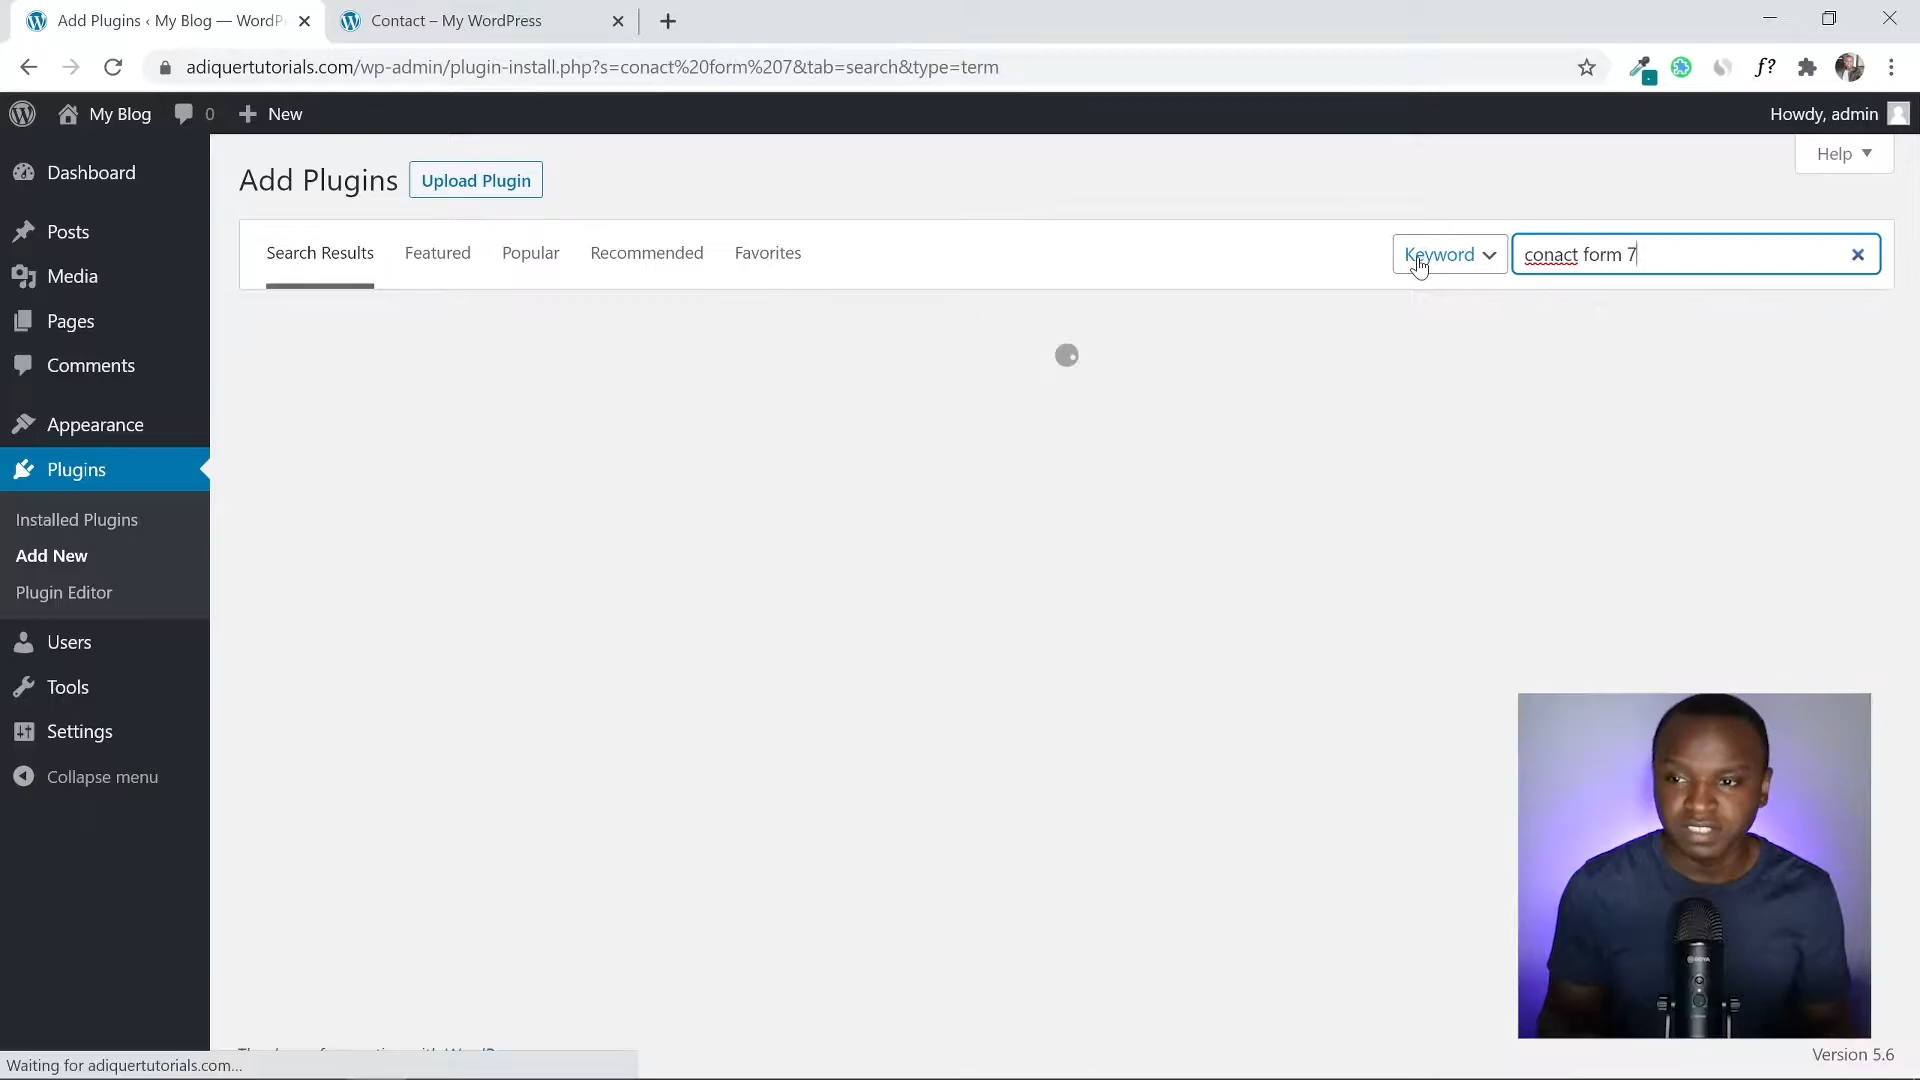 Add Plugins ‹ My Blog — WordP
Contact – My WordPress
adiquertutorials.com/wp-admin/plugin-install.php?s=conact%20form%207&tab=search&type=term
f?
My Blog
0
New
Howdy, admin
Help
Dashboard
Posts
Media
Pages
Comments
Appearance
Plugins
Installed Plugins
Add New
Plugin Editor
Users
Tools
Settings
Collapse menu
Add Plugins
Upload Plugin
Search Results
Featured
Popular
Recommended
Favorites
Keyword
conact form 7
BOYA
Waiting for adiquertutorials.com...
Version 5.6